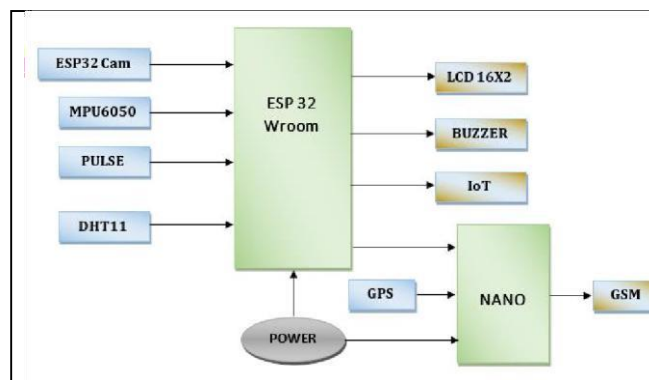 ESP32 Cam
MPU6050
PULSE
DHT11
ESP 32
Wroom
LCD 16X2
BUZZER
IoT
GPS
NANO
GSM
POWER